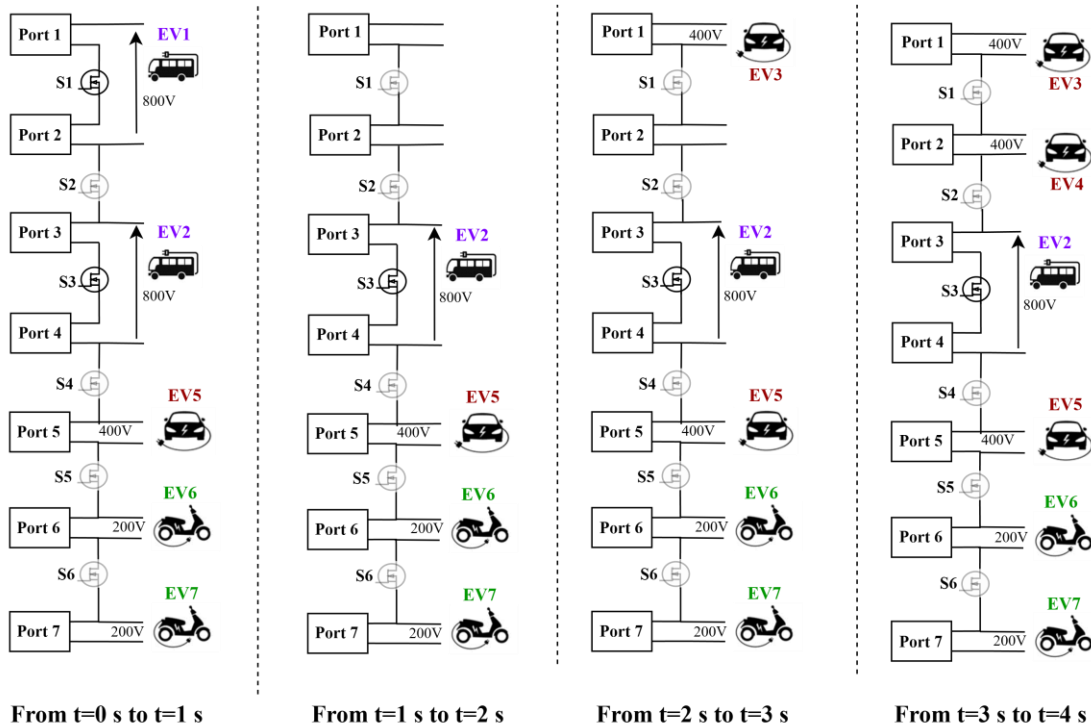 Port 1
EV1
S1
800V
Port 2
S2
Port 3
EV2
S3
800V
Port 4
S4
EV5
Port 5
400V
S5
EV6
Port 6
200V
S6
EV7
Port 7
200V
From t=0 s to t=1 s
Port 1
S1
Port 2
S2
Port 3
EV2
S3
800V
Port 4
S4
EV5
Port 5
400V
S5
EV6
Port 6
200V
S6
EV7
Port 7
200V
From t=1 s to t=2 s
Port 1
400V
EV3
S1
Port 2
S2
Port 3
EV2
S3
800V
Port 4
S4
EV5
Port 5
400V
S5
EV6
Port 6
200V
S6
EV7
Port 7
200V
From t=2 s to t=3 s
Port 1
400V
EV3
S1
Port 2
400V
EV4
S2
Port 3
EV2
S3
800V
Port 4
S4
EV5
Port 5
400V
S5
EV6
Port 6
200V
S6
EV7
Port 7
200V
From t=3 s to t=4 s